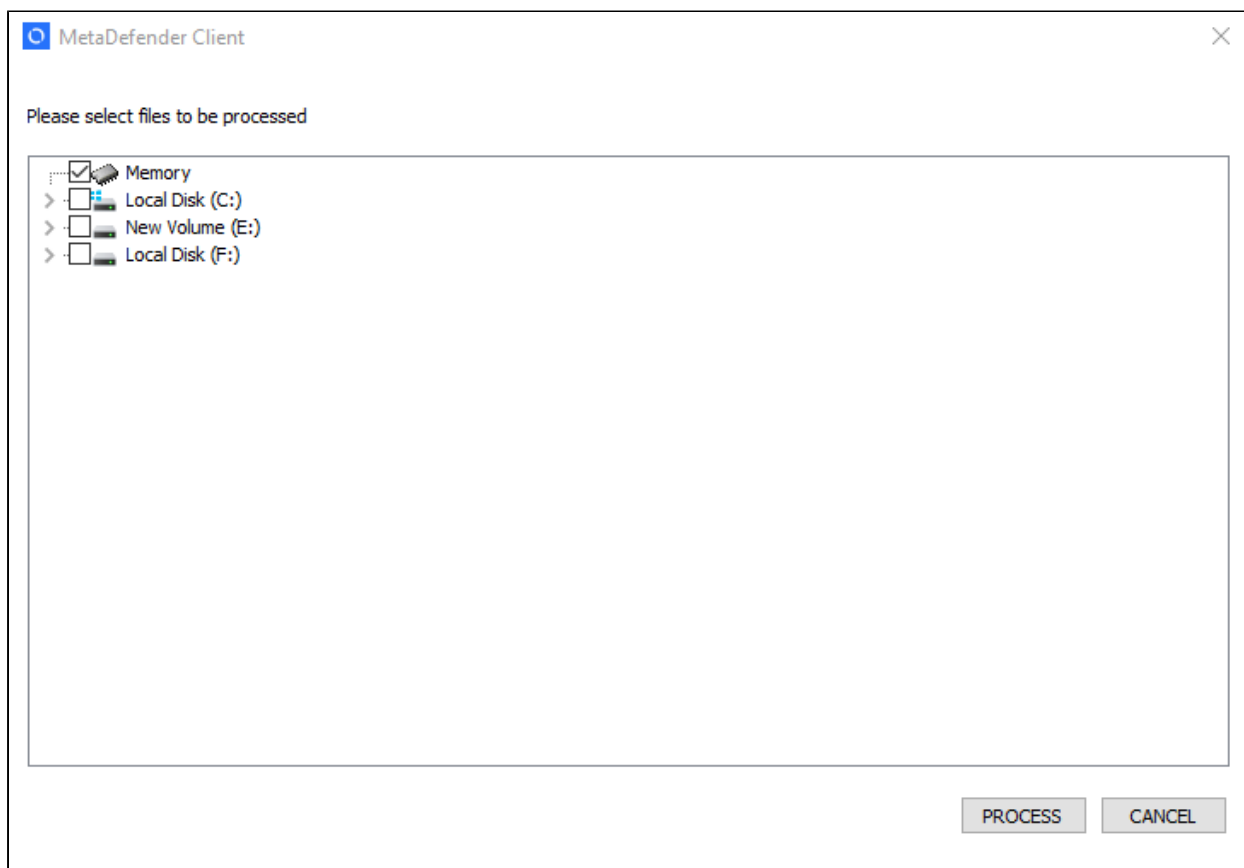 MetaDefender Client
Please select files to be processed
Memory
Local Disk (C:)
New Volume (E:)
Local Disk (F:)
PROCESS CANCEL